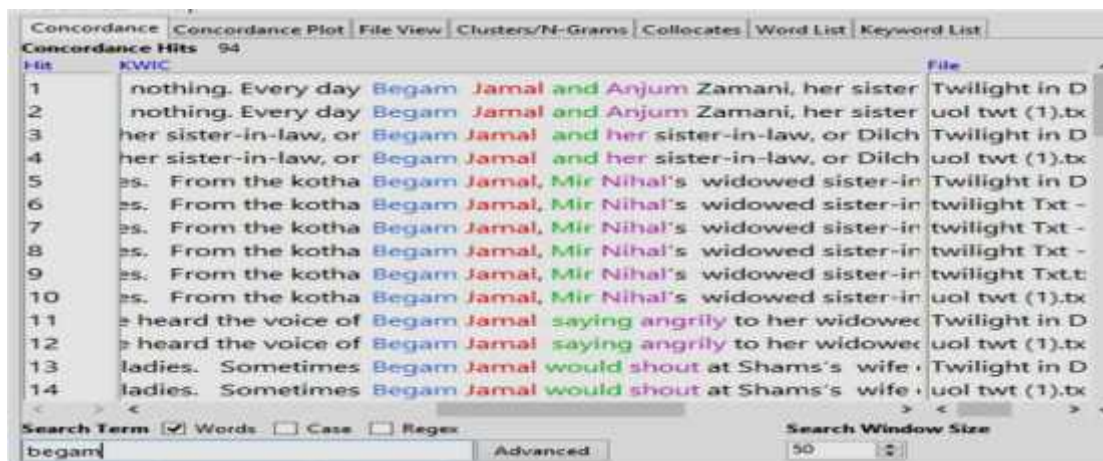 Concordance Concordance Plot File View Clusters/N-Grams Collocates Word List Keyword List
Concordance Hits 94
Hit KWIC File
1 nothing. Every day Begam Jamal and Anjum Zamani, her sister Twilight in D
2 nothing. Every day Begam Jamal and Anjum Zamani, her sister uol twt (1).tx
3 her sister-in-law, or Begam Jamal and her sister-in-law, or Dilch Twilight in D
4 her sister-in-law, or Begam Jamal and her sister-in-law, or Dilch uol twt (1).tx
5 es. From the kotha Begam Jamal, Mir Nihal's widowed sister-in Twilight in D
6 es. From the kotha Begam Jamal, Mir Nihal's widowed sister-in twilight Txt -
7 es. From the kotha Begam Jamal, Mir Nihal's widowed sister-in twilight Txt -
8 es. From the kotha Begam Jamal, Mir Nihal's widowed sister-in twilight Txt -
9 es. From the kotha Begam Jamal, Mir Nihal's widowed sister-in twilight Txt.t
10 es. From the kotha Begam Jamal, Mir Nihal's widowed sister-in uol twt (1).tx
11 e heard the voice of Begam Jamal saying angrily to her widowed Twilight in D
12 e heard the voice of Begam Jamal saying angrily to her widowed uol twt (1).tx
13 ladies. Sometimes Begam Jamal would shout at Shams's wife Twilight in D
14 ladies. Sometimes Begam Jamal would shout at Shams's wife uol twt (1).tx
Search Term Words Case Regex Search Window Size
begam Advanced 50